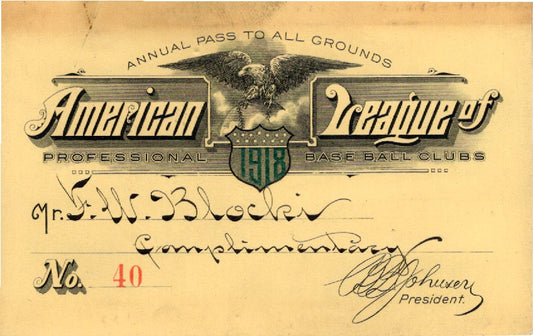 ANNUAL PASS TO ALL GROUNDS
American League of
PROFESSIONAL BASE BALL CLUBS
1918
Mr. F. W. Blocki
Complimentary
No. 40
B B Johnson
President.